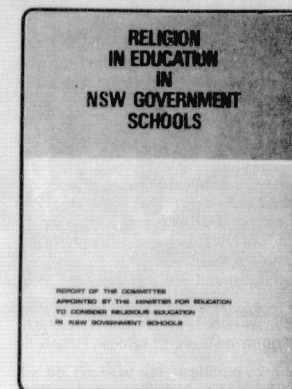 RELIGION
IN EDUCATION
IN
NSW GOVERNMENT
SCHOOLS
REPORT OF THE COMMITTEE
APPOINTED BY THE MINISTER FOR EDUCATION
TO CONSIDER RELIGIOUS EDUCATION
IN NSW GOVERNMENT SCHOOLS